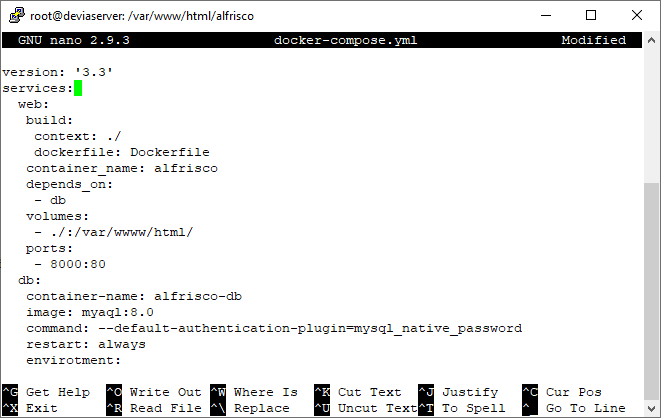 root@deviaserver: /var/www/html/alfrisco
GNU nano 2.9.3 docker-compose.yml Modified
version: '3.3'
services:
  web:
   build:
    context: ./
    dockerfile: Dockerfile
   container_name: alfrisco
   depends_on:
    - db
   volumes:
    - ./:/var/wwww/html/
   ports:
    - 8000:80
  db:
   container-name: alfrisco-db
   image: myaql:8.0
   command: --default-authentication-plugin=mysql_native_password
   restart: always
   envirotment:
^G Get Help ^O Write Out ^W Where Is ^K Cut Text ^J Justify ^C Cur Pos
^X Exit ^R Read File ^\ Replace ^U Uncut Text ^T To Spell ^_ Go To Line